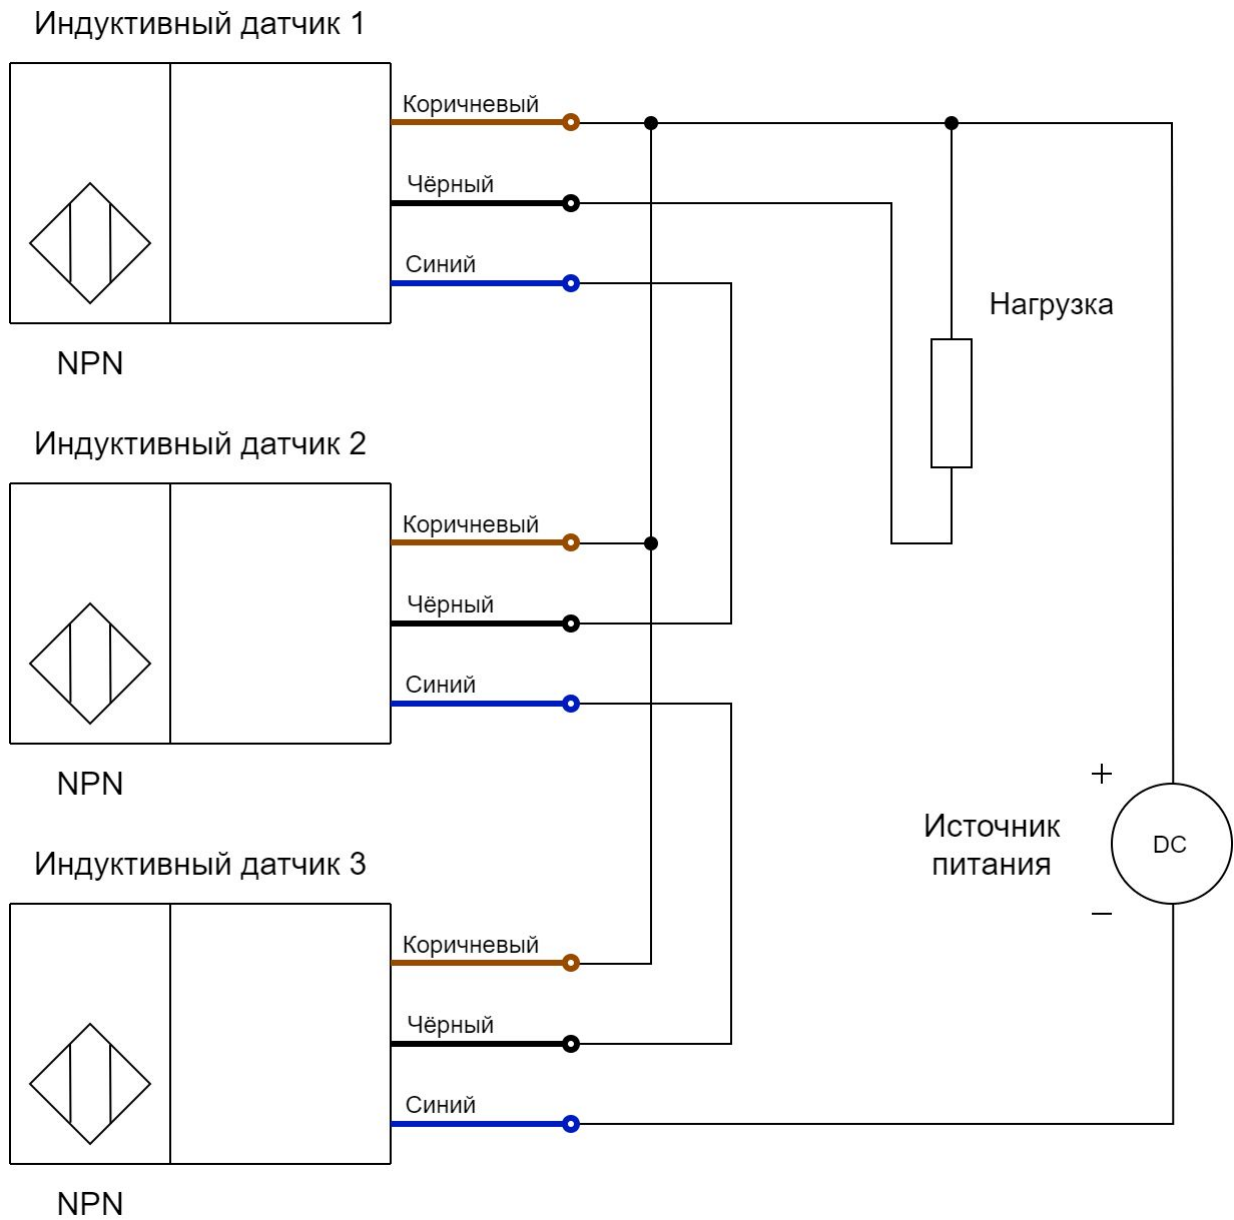 Индуктивный датчик 1
Коричневый
Чёрный
Синий
Нагрузка
NPN
Индуктивный датчик 2
Коричневый
Чёрный
Синий
NPN
+
Источник
питания
DC
–
Индуктивный датчик 3
Коричневый
Чёрный
Синий
NPN